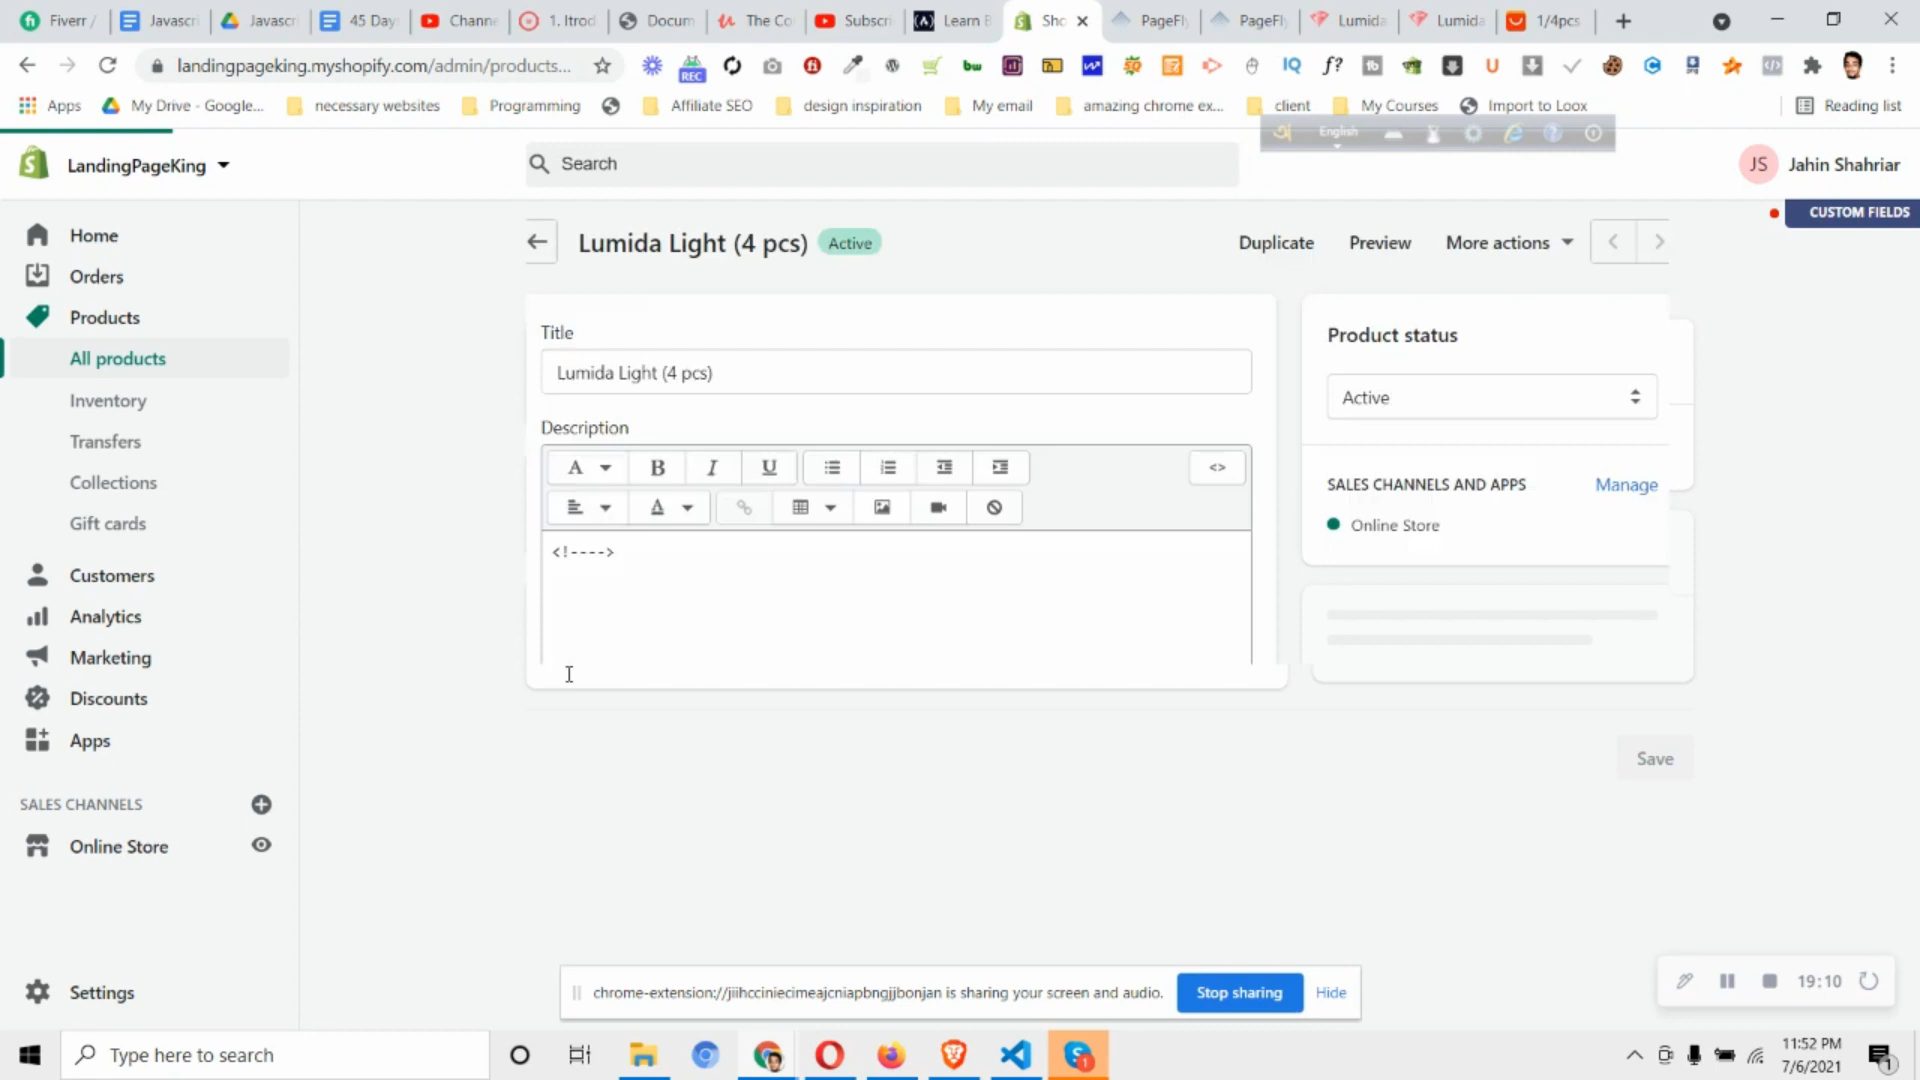 Fiverr /
Javascri
Javascri
45 Day
Channe
1. Itrod
Docum
The Co
Subscri
Learn B
Sho
PageFly
PageFly
Lumida
Lumida
1/4pcs
landingpageking.myshopify.com/admin/products...
REC
Apps
My Drive - Google...
necessary websites
Programming
Affiliate SEO
design inspiration
My email
amazing chrome ex...
client
My Courses
Import to Loox
Reading list
English
LandingPageKing
Search
JS
Jahin Shahriar
CUSTOM FIELDS
Home
Orders
Products
All products
Inventory
Transfers
Collections
Gift cards
Customers
Analytics
Marketing
Discounts
Apps
SALES CHANNELS
Online Store
Settings
Lumida Light (4 pcs)
Active
Duplicate
Preview
More actions
Title
Lumida Light (4 pcs)
Description
A
B
I
U
<>
A
<!---->
Product status
Active
SALES CHANNELS AND APPS
Manage
Online Store
Save
chrome-extension://jiihcciniecimeajcniapbngjjbonjan is sharing your screen and audio.
Stop sharing
Hide
19:10
Type here to search
11:52 PM
7/6/2021